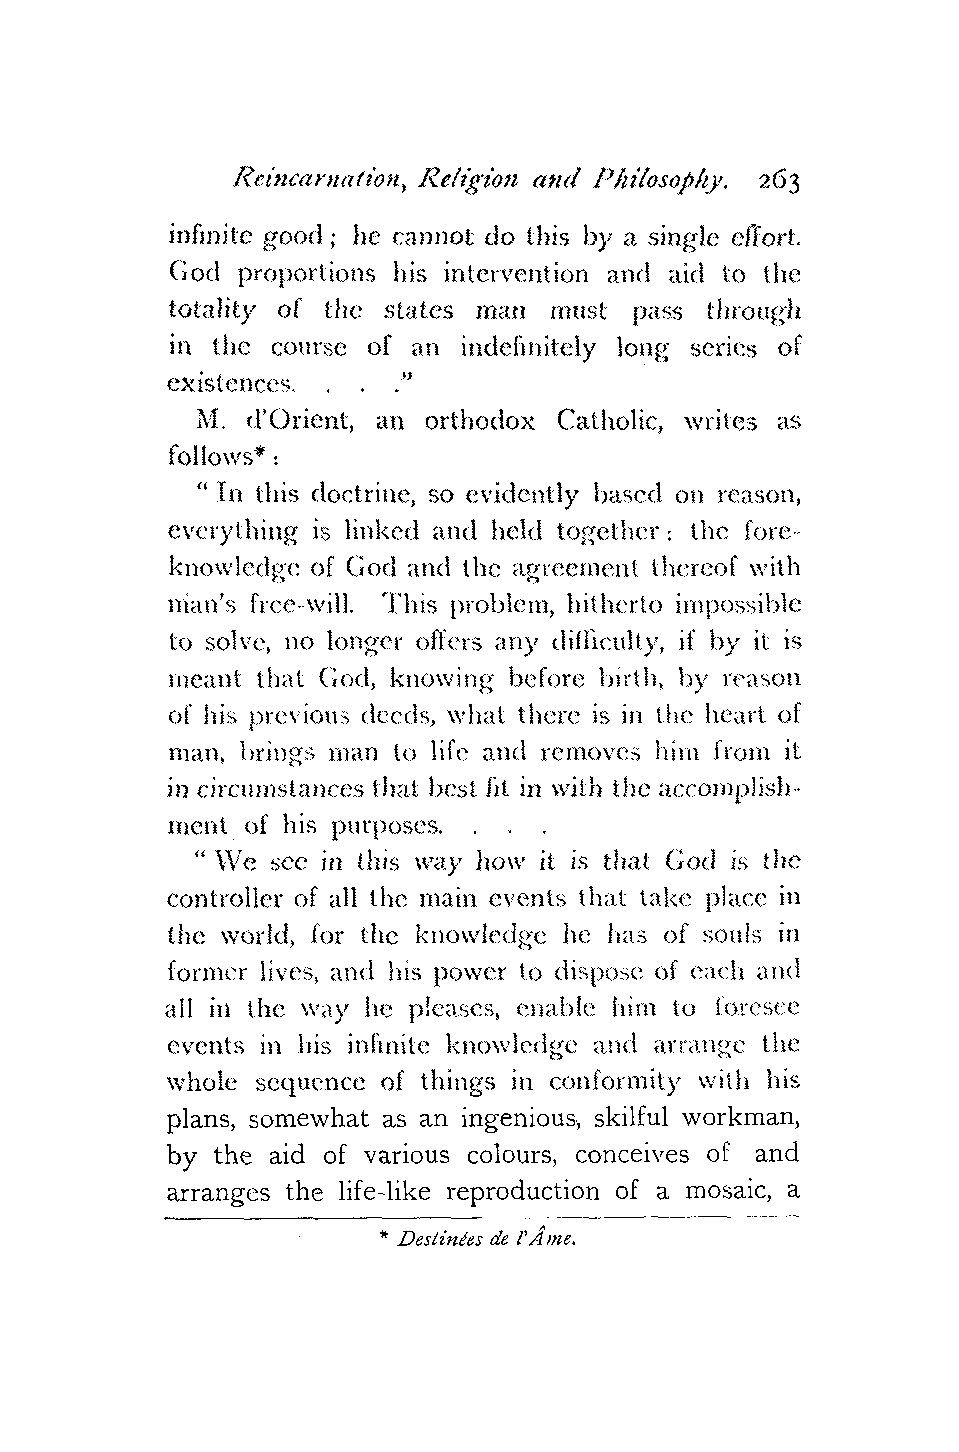 Reincarnation, Religion and Philosophy. 263
infinite good ; he cannot do this by a single effort.
God proportions his intervention and aid to the
totality of the states man must pass through
in the course of an indefinitely long series of
existences. . . ."
M. d'Orient, an orthodox Catholic, writes as
follows* :
" In this doctrine, so evidently based on reason,
everything is linked and held together : the fore-
knowledge of God and the agreement thereof with
man's free-will. This problem, hitherto impossible
to solve, no longer offers any difficulty, if by it is
meant that God, knowing before birth, by reason
of his previous deeds, what there is in the heart of
man, brings man to life and removes him from it
in circumstances that best fit in with the accomplish-
ment of his purposes. . . .
" We see in this way how it is that God is the
controller of all the main events that take place in
the world, for the knowledge he has of souls in
former lives, and his power to dispose of each and
all in the way he pleases, enable him to foresee
events in his infinite knowledge and arrange the
whole sequence of things in conformity with his
plans, somewhat as an ingenious, skilful workman,
by the aid of various colours, conceives of and
arranges the life-like reproduction of a mosaic, a
* Destinées de l'Âme.